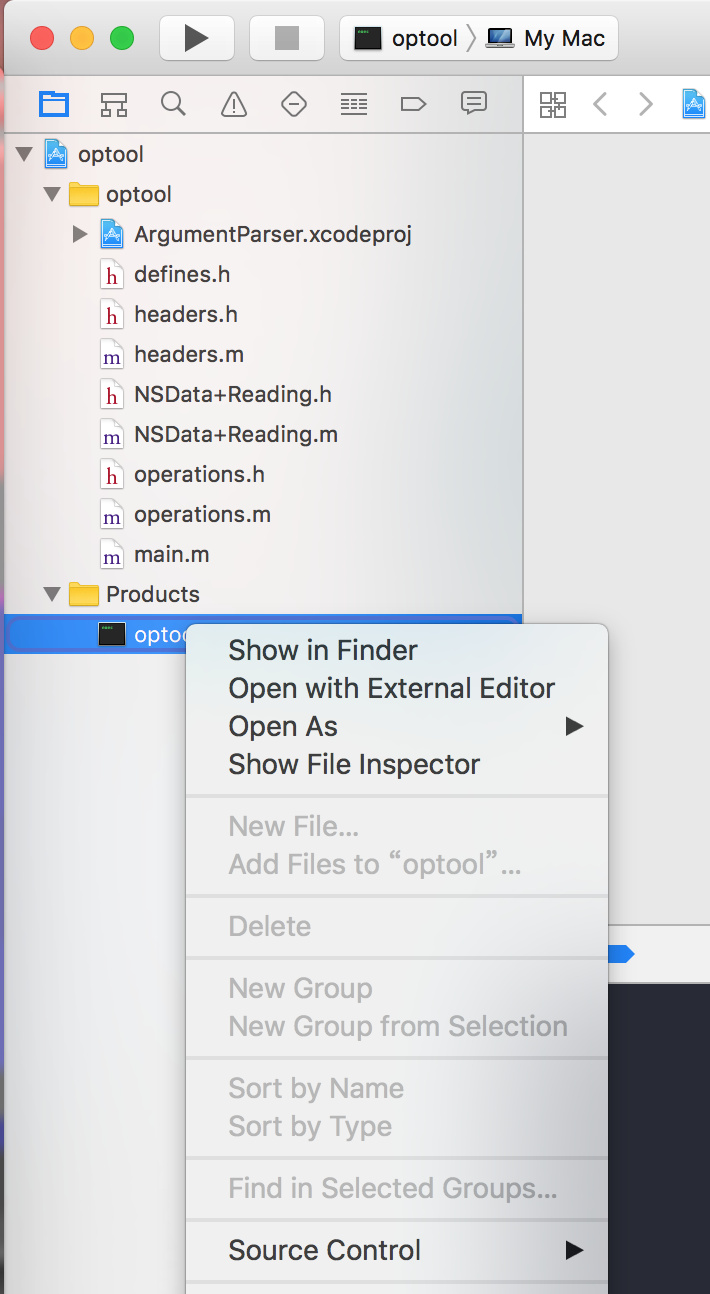 optool
My Mac
optool
optool
ArgumentParser.xcodeproj
h defines.h
h headers.h
m headers.m
h NSData+Reading.h
m NSData+Reading.m
h operations.h
m operations.m
m main.m
Products
Show in Finder
Open with External Editor
Open As
Show File Inspector
New File...
Add Files to “optool”...
Delete
New Group
New Group from Selection
Sort by Name
Sort by Type
Find in Selected Groups...
Source Control